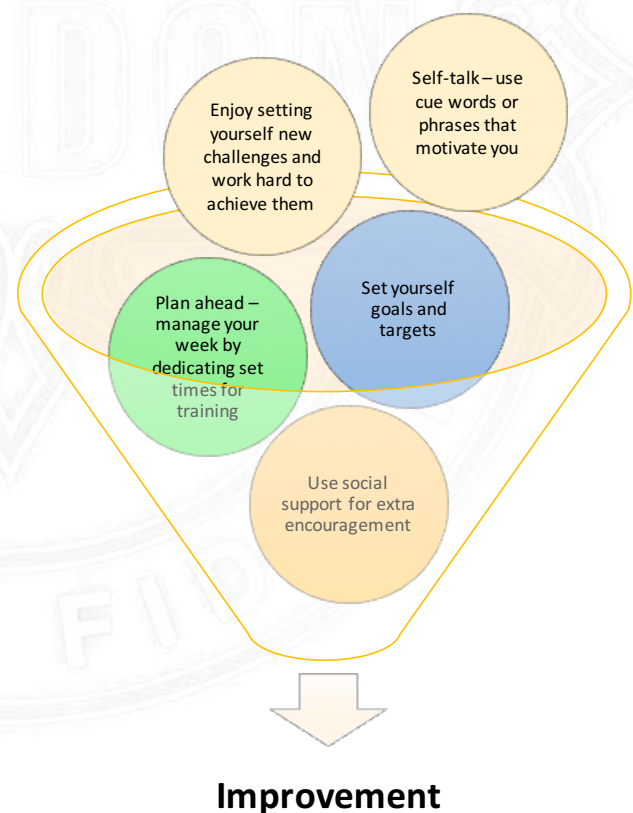 Self-talk – use
cue words or
phrases that
motivate you
Enjoy setting
yourself new
challenges and
work hard to
achieve them
Set yourself
goals and
targets
Plan ahead –
manage your
week by
dedicating set
times for
training
Use social
support for extra
encouragement
Improvement